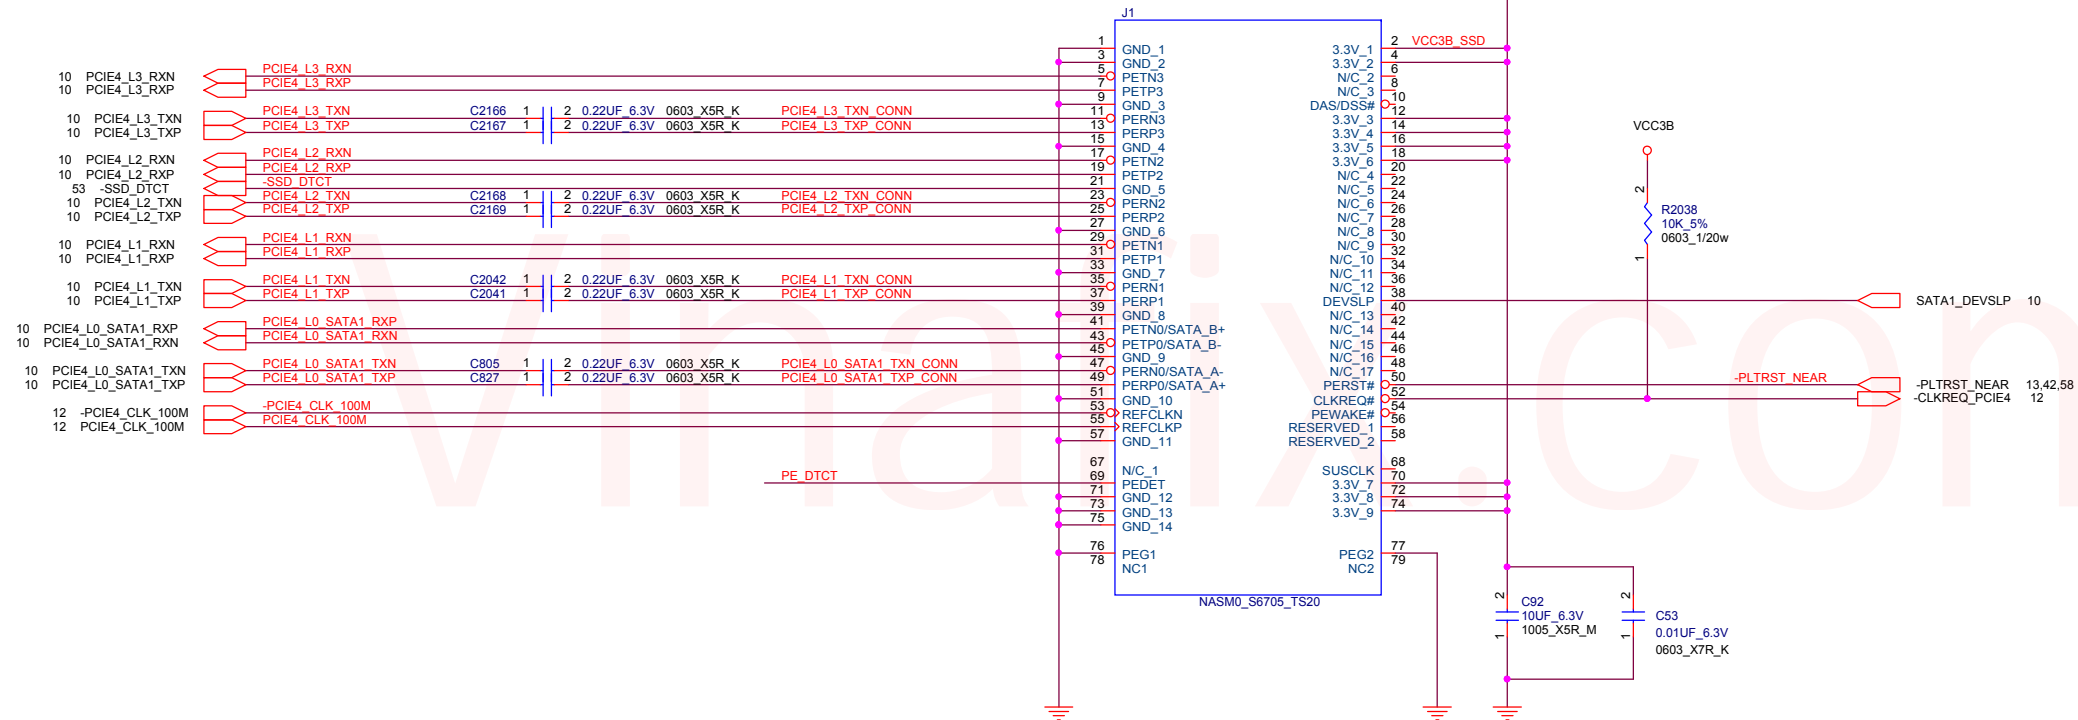 J1
1 GND_1 3.3V_1 2 VCC3B_SSD
3 GND_2 3.3V_2 4
10 PCIE4_L3_RXN PCIE4_L3_RXN 5 PETN3 N/C_2 6
10 PCIE4_L3_RXP PCIE4_L3_RXP 7 PETP3 N/C_3 8
9 GND_3 DAS/DSS# 10
10 PCIE4_L3_TXN PCIE4_L3_TXN C2166 1 2 0.22UF_6.3V 0603_X5R_K PCIE4_L3_TXN_CONN 11 PERN3 3.3V_3 12
10 PCIE4_L3_TXP PCIE4_L3_TXP C2167 1 2 0.22UF_6.3V 0603_X5R_K PCIE4_L3_TXP_CONN 13 PERP3 3.3V_4 14
VCC3B
15 GND_4 3.3V_5 16
10 PCIE4_L2_RXN PCIE4_L2_RXN 17 PETN2 3.3V_6 18
10 PCIE4_L2_RXP PCIE4_L2_RXP 19 PETP2 N/C_4 20
53 -SSD_DTCT -SSD_DTCT 21 GND_5 N/C_5 22
2
10 PCIE4_L2_TXN PCIE4_L2_TXN C2168 1 2 0.22UF_6.3V 0603_X5R_K PCIE4_L2_TXN_CONN 23 PERN2 N/C_6 24
10 PCIE4_L2_TXP PCIE4_L2_TXP C2169 1 2 0.22UF_6.3V 0603_X5R_K PCIE4_L2_TXP_CONN 25 PERP2 N/C_7 26
R2038
10K_5%
0603_1/20w
1
27 GND_6 N/C_8 28
10 PCIE4_L1_RXN PCIE4_L1_RXN 29 PETN1 N/C_9 30
10 PCIE4_L1_RXP PCIE4_L1_RXP 31 PETP1 N/C_10 32
33 GND_7 N/C_11 34
10 PCIE4_L1_TXN PCIE4_L1_TXN C2042 1 2 0.22UF_6.3V 0603_X5R_K PCIE4_L1_TXN_CONN 35 PERN1 N/C_12 36
10 PCIE4_L1_TXP PCIE4_L1_TXP C2041 1 2 0.22UF_6.3V 0603_X5R_K PCIE4_L1_TXP_CONN 37 PERP1 DEVSLP 38 SATA1_DEVSLP 10
39 GND_8 N/C_13 40
10 PCIE4_L0_SATA1_RXP PCIE4_L0_SATA1_RXP 41 PETN0/SATA_B+ N/C_14 42
10 PCIE4_L0_SATA1_RXN PCIE4_L0_SATA1_RXN 43 PETP0/SATA_B- N/C_15 44
45 GND_9 N/C_16 46
10 PCIE4_L0_SATA1_TXN PCIE4_L0_SATA1_TXN C805 1 2 0.22UF_6.3V 0603_X5R_K PCIE4_L0_SATA1_TXN_CONN 47 PERN0/SATA_A- N/C_17 48
10 PCIE4_L0_SATA1_TXP PCIE4_L0_SATA1_TXP C827 1 2 0.22UF_6.3V 0603_X5R_K PCIE4_L0_SATA1_TXP_CONN 49 PERP0/SATA_A+ PERST# 50 -PLTRST_NEAR -PLTRST_NEAR 13,42,58
51 GND_10 CLKREQ# 52 -CLKREQ_PCIE4 12
12 -PCIE4_CLK_100M -PCIE4_CLK_100M 53 REFCLKN PEWAKE# 54
12 PCIE4_CLK_100M PCIE4_CLK_100M 55 REFCLKP RESERVED_1 56
57 GND_11 RESERVED_2 58
67 N/C_1 SUSCLK 68
PE_DTCT 69 PEDET 3.3V_7 70
71 GND_12 3.3V_8 72
73 GND_13 3.3V_9 74
75 GND_14
76 PEG1 PEG2 77
78 NC1 NC2 79
NASM0_S6705_TS20
2 C92 2 C53
10UF_6.3V 0.01UF_6.3V
1 1005_X5R_M 1 0603_X7R_K
Vinafix.com